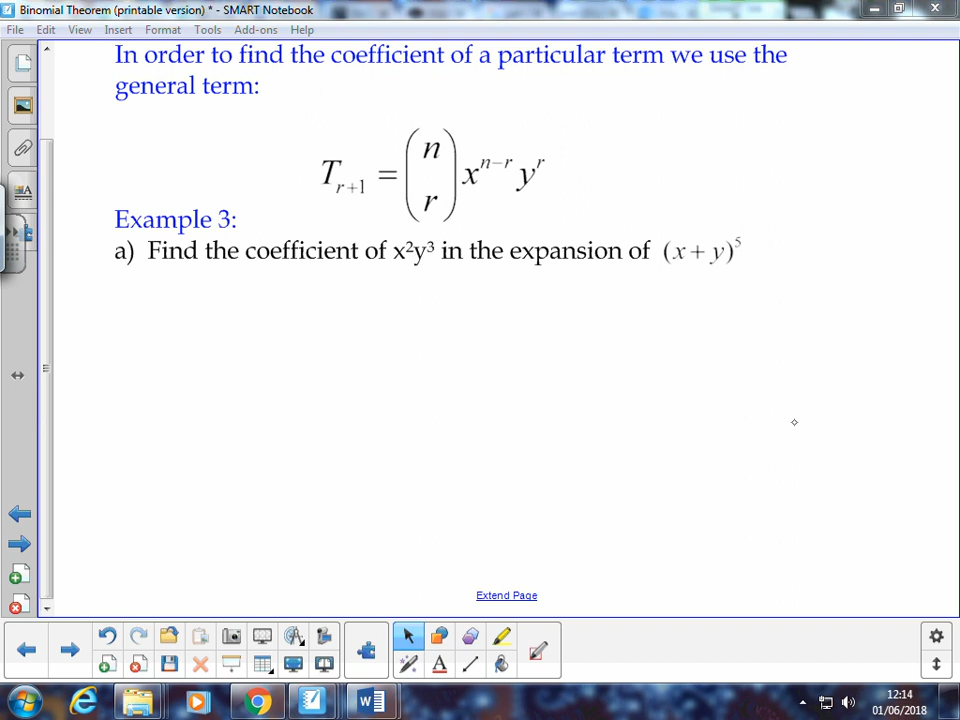 Binomial Theorem (printable version) * - SMART Notebook
File Edit View Insert Format Tools Add-ons Help
In order to find the coefficient of a particular term we use the
general term:
T_{r+1} = (n r) x^{n-r} y^r
Example 3:
a) Find the coefficient of x²y³ in the expansion of (x + y)⁵
Extend Page
12:14
01/06/2018